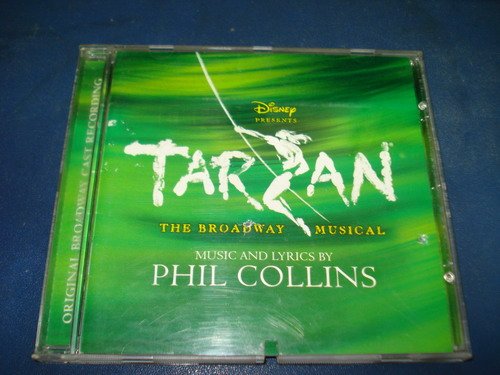 Disney
PRESENTS
TARZAN
THE BROADWAY MUSICAL
MUSIC AND LYRICS BY
PHIL COLLINS
ORIGINAL BROADWAY CAST RECORDING